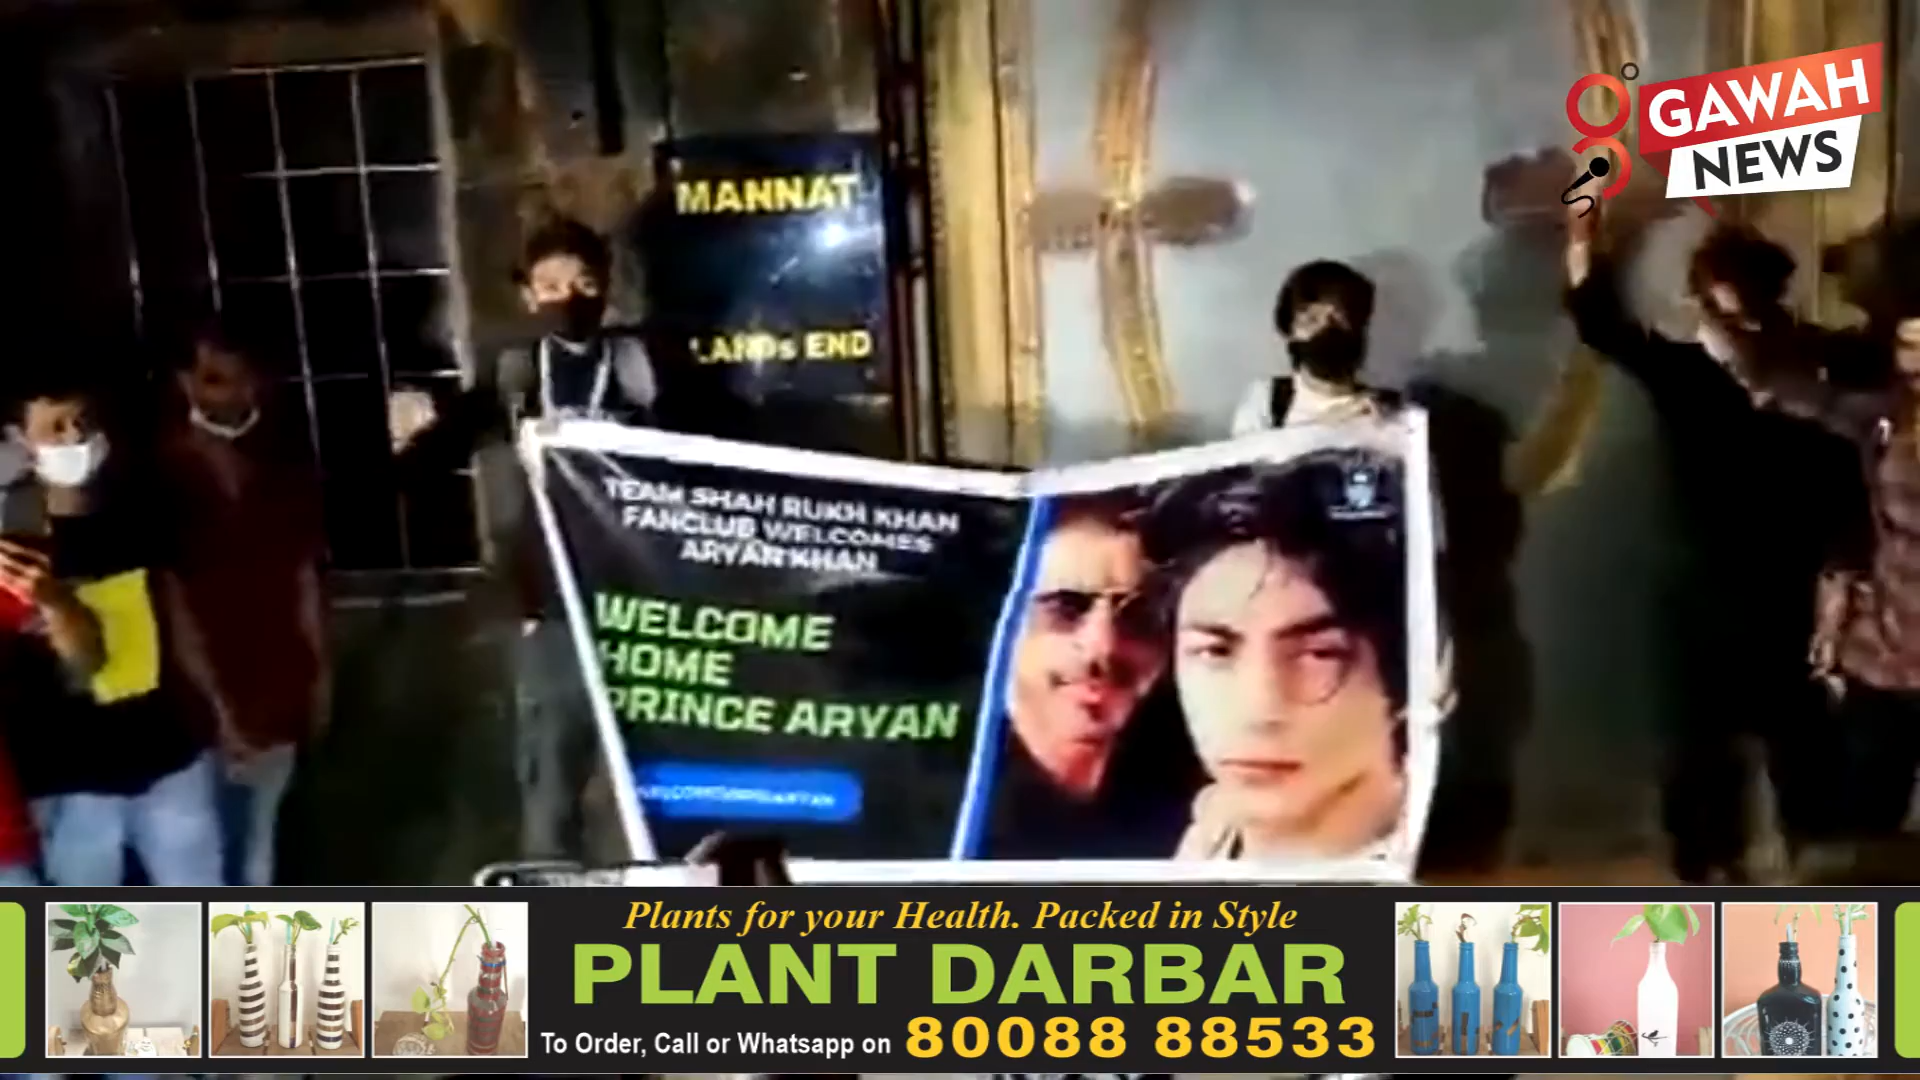 GAWAH
NEWS
MANNAT
LANDs END
TEAM SHAH RUKH KHAN
FANCLUB WELCOMES
ARYAN KHAN
WELCOME
HOME
PRINCE ARYAN
Plants for your Health. Packed in Style
PLANT DARBAR
To Order, Call or Whatsapp on 80088 88533